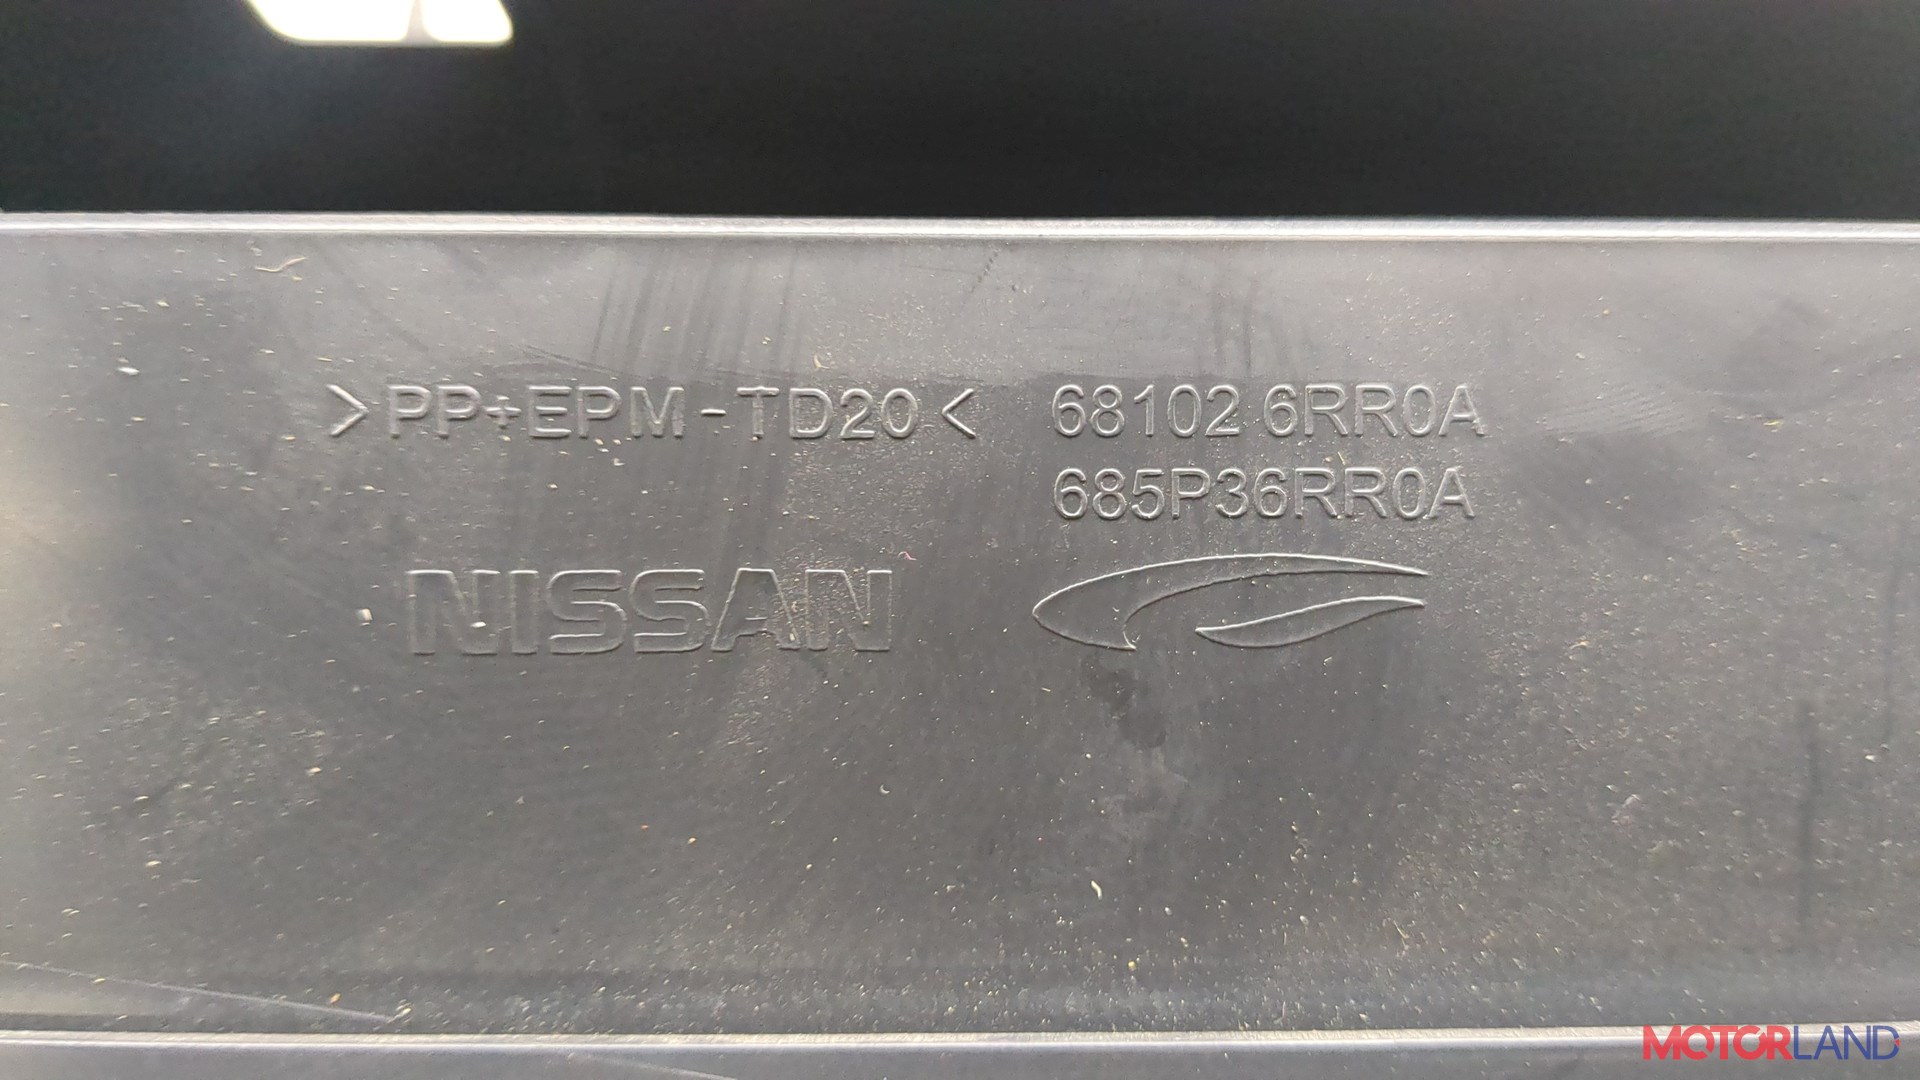 >PP+EPM-TD20< 68102 6RR0A
685P36RR0A
NISSAN
MOTORLAND